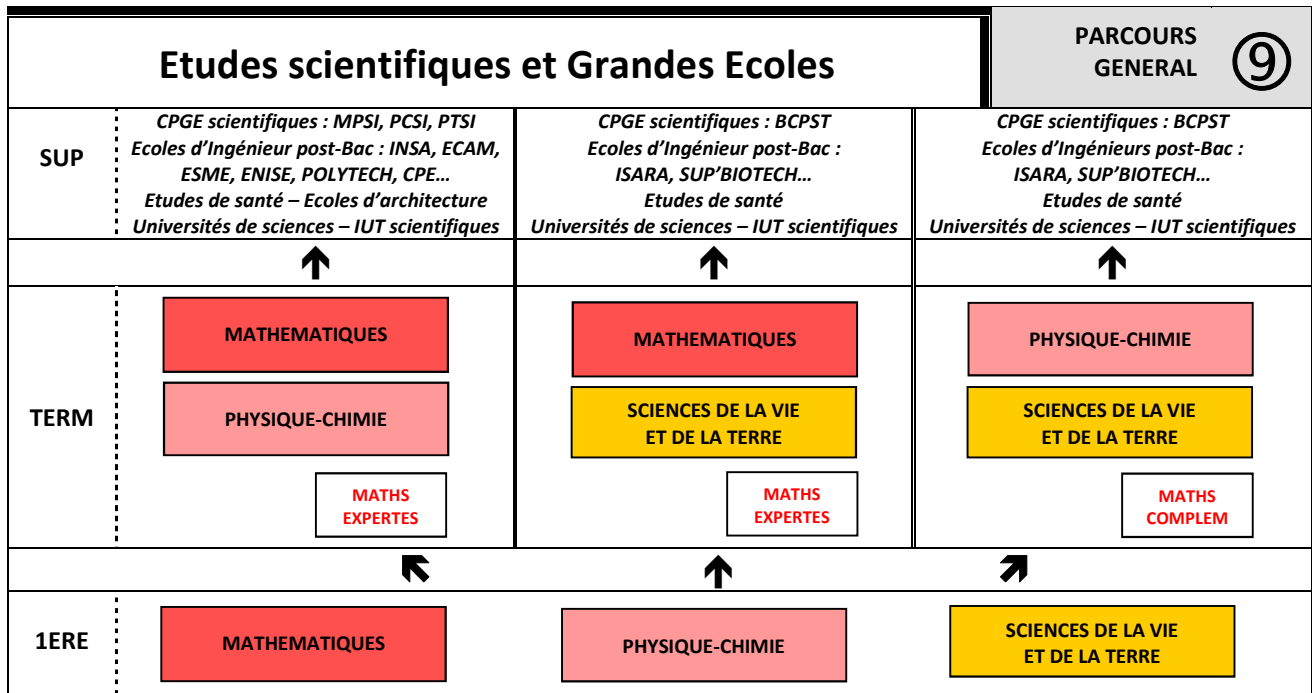 Etudes scientifiques et Grandes Ecoles
PARCOURS
GENERAL
⑨
SUP
CPGE scientifiques : MPSI, PCSI, PTSI
Ecoles d'Ingénieur post-Bac : INSA, ECAM,
ESME, ENISE, POLYTECH, CPE…
Etudes de santé – Ecoles d'architecture
Universités de sciences – IUT scientifiques
CPGE scientifiques : BCPST
Ecoles d'Ingénieur post-Bac :
ISARA, SUP'BIOTECH…
Etudes de santé
Universités de sciences – IUT scientifiques
CPGE scientifiques : BCPST
Ecoles d'Ingénieurs post-Bac :
ISARA, SUP'BIOTECH…
Etudes de santé
Universités de sciences – IUT scientifiques
TERM
MATHEMATIQUES
PHYSIQUE-CHIMIE
MATHS
EXPERTES
MATHEMATIQUES
SCIENCES DE LA VIE
ET DE LA TERRE
MATHS
EXPERTES
PHYSIQUE-CHIMIE
SCIENCES DE LA VIE
ET DE LA TERRE
MATHS
COMPLEM
1ERE
MATHEMATIQUES
PHYSIQUE-CHIMIE
SCIENCES DE LA VIE
ET DE LA TERRE